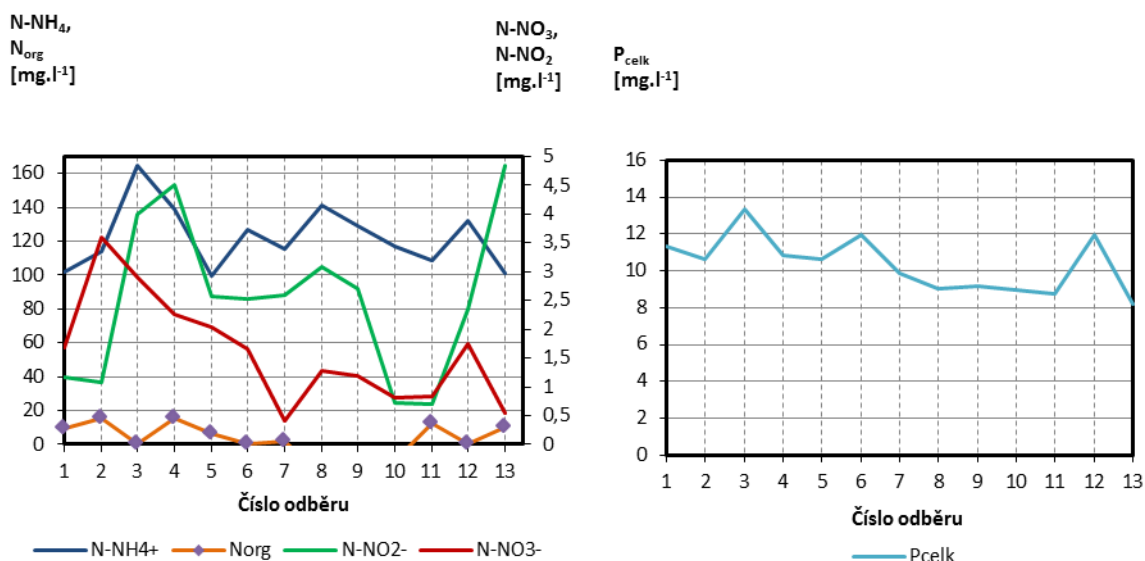 N-NH₄,
N_org
[mg.l⁻¹]
N-NO₃,
N-NO₂
[mg.l⁻¹]
P_celk
[mg.l⁻¹]
160
140
120
100
80
60
40
20
0
5
4,5
4
3,5
3
2,5
2
1,5
1
0,5
0
1 2 3 4 5 6 7 8 9 10 11 12 13
Číslo odběru
N-NH4+ Norg N-NO2- N-NO3-
16
14
12
10
8
6
4
2
0
1 2 3 4 5 6 7 8 9 10 11 12 13
Číslo odběru
Pcelk